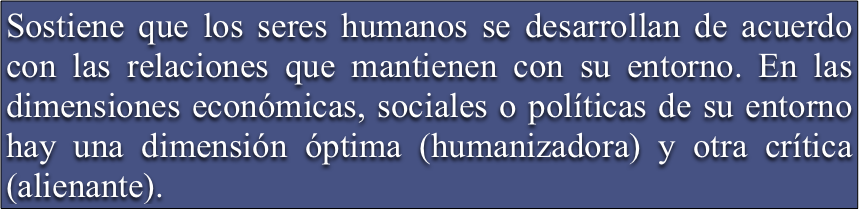 Sostiene que los seres humanos se desarrollan de acuerdo
con las relaciones que mantienen con su entorno. En las
dimensiones económicas, sociales o políticas de su entorno
hay una dimensión óptima (humanizadora) y otra crítica
(alienante).